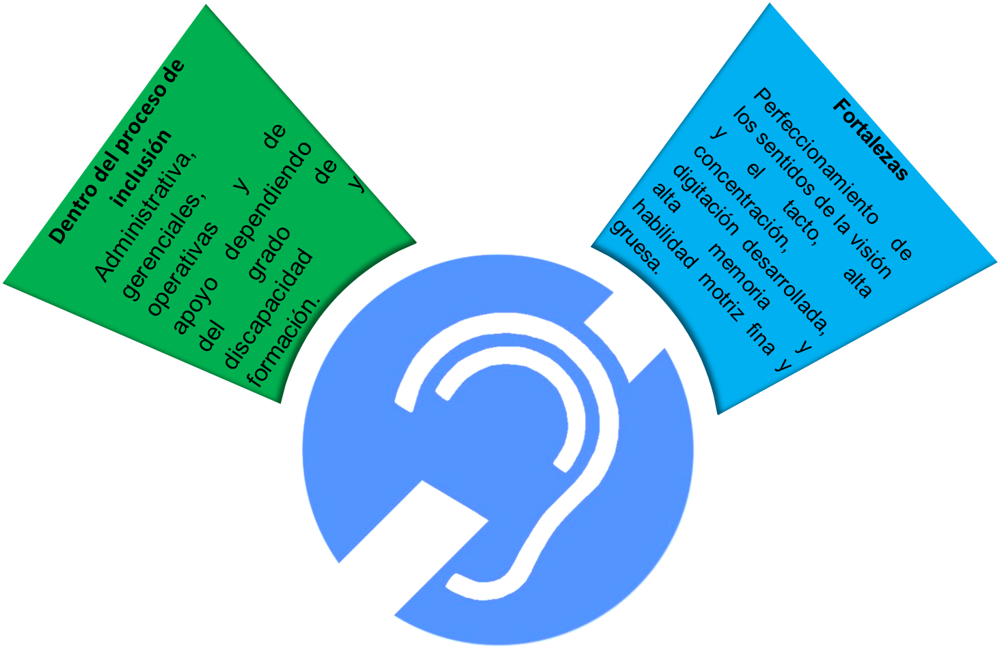 Dentro del proceso de
inclusión
Administrativa,
gerenciales,
operativas y de
apoyo dependiendo
del grado de
discapacidad y
formación.
Fortalezas
Perfeccionamiento de
los sentidos de la visión
y el tacto, alta
concentración,
digitación desarrollada,
alta memoria y
habilidad motriz fina y
gruesa.